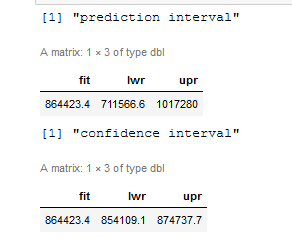 [1] "prediction interval"
A matrix: 1 × 3 of type dbl
fit lwr upr
864423.4 711566.6 1017280
[1] "confidence interval"
A matrix: 1 × 3 of type dbl
fit lwr upr
864423.4 854109.1 874737.7